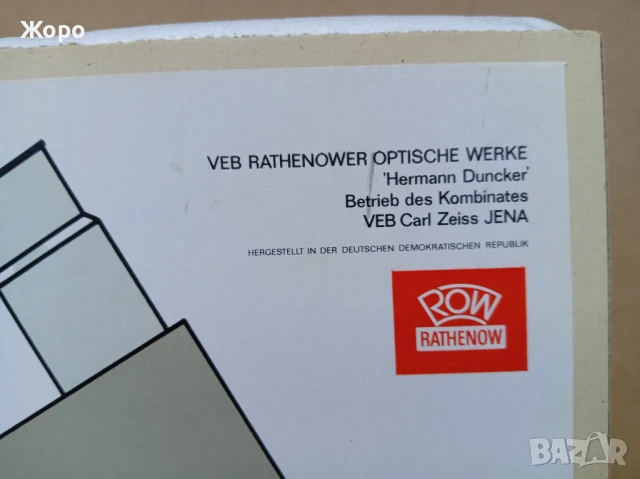 Жоро
VEB RATHENOWER OPTISCHE WERKE
'Hermann Duncker'
Betrieb des Kombinates
VEB Carl Zeiss JENA
HERGESTELLT IN DER DEUTSCHEN DEMOKRATISCHEN REPUBLIK
ROW
RATHENOW
BAZAR
bg